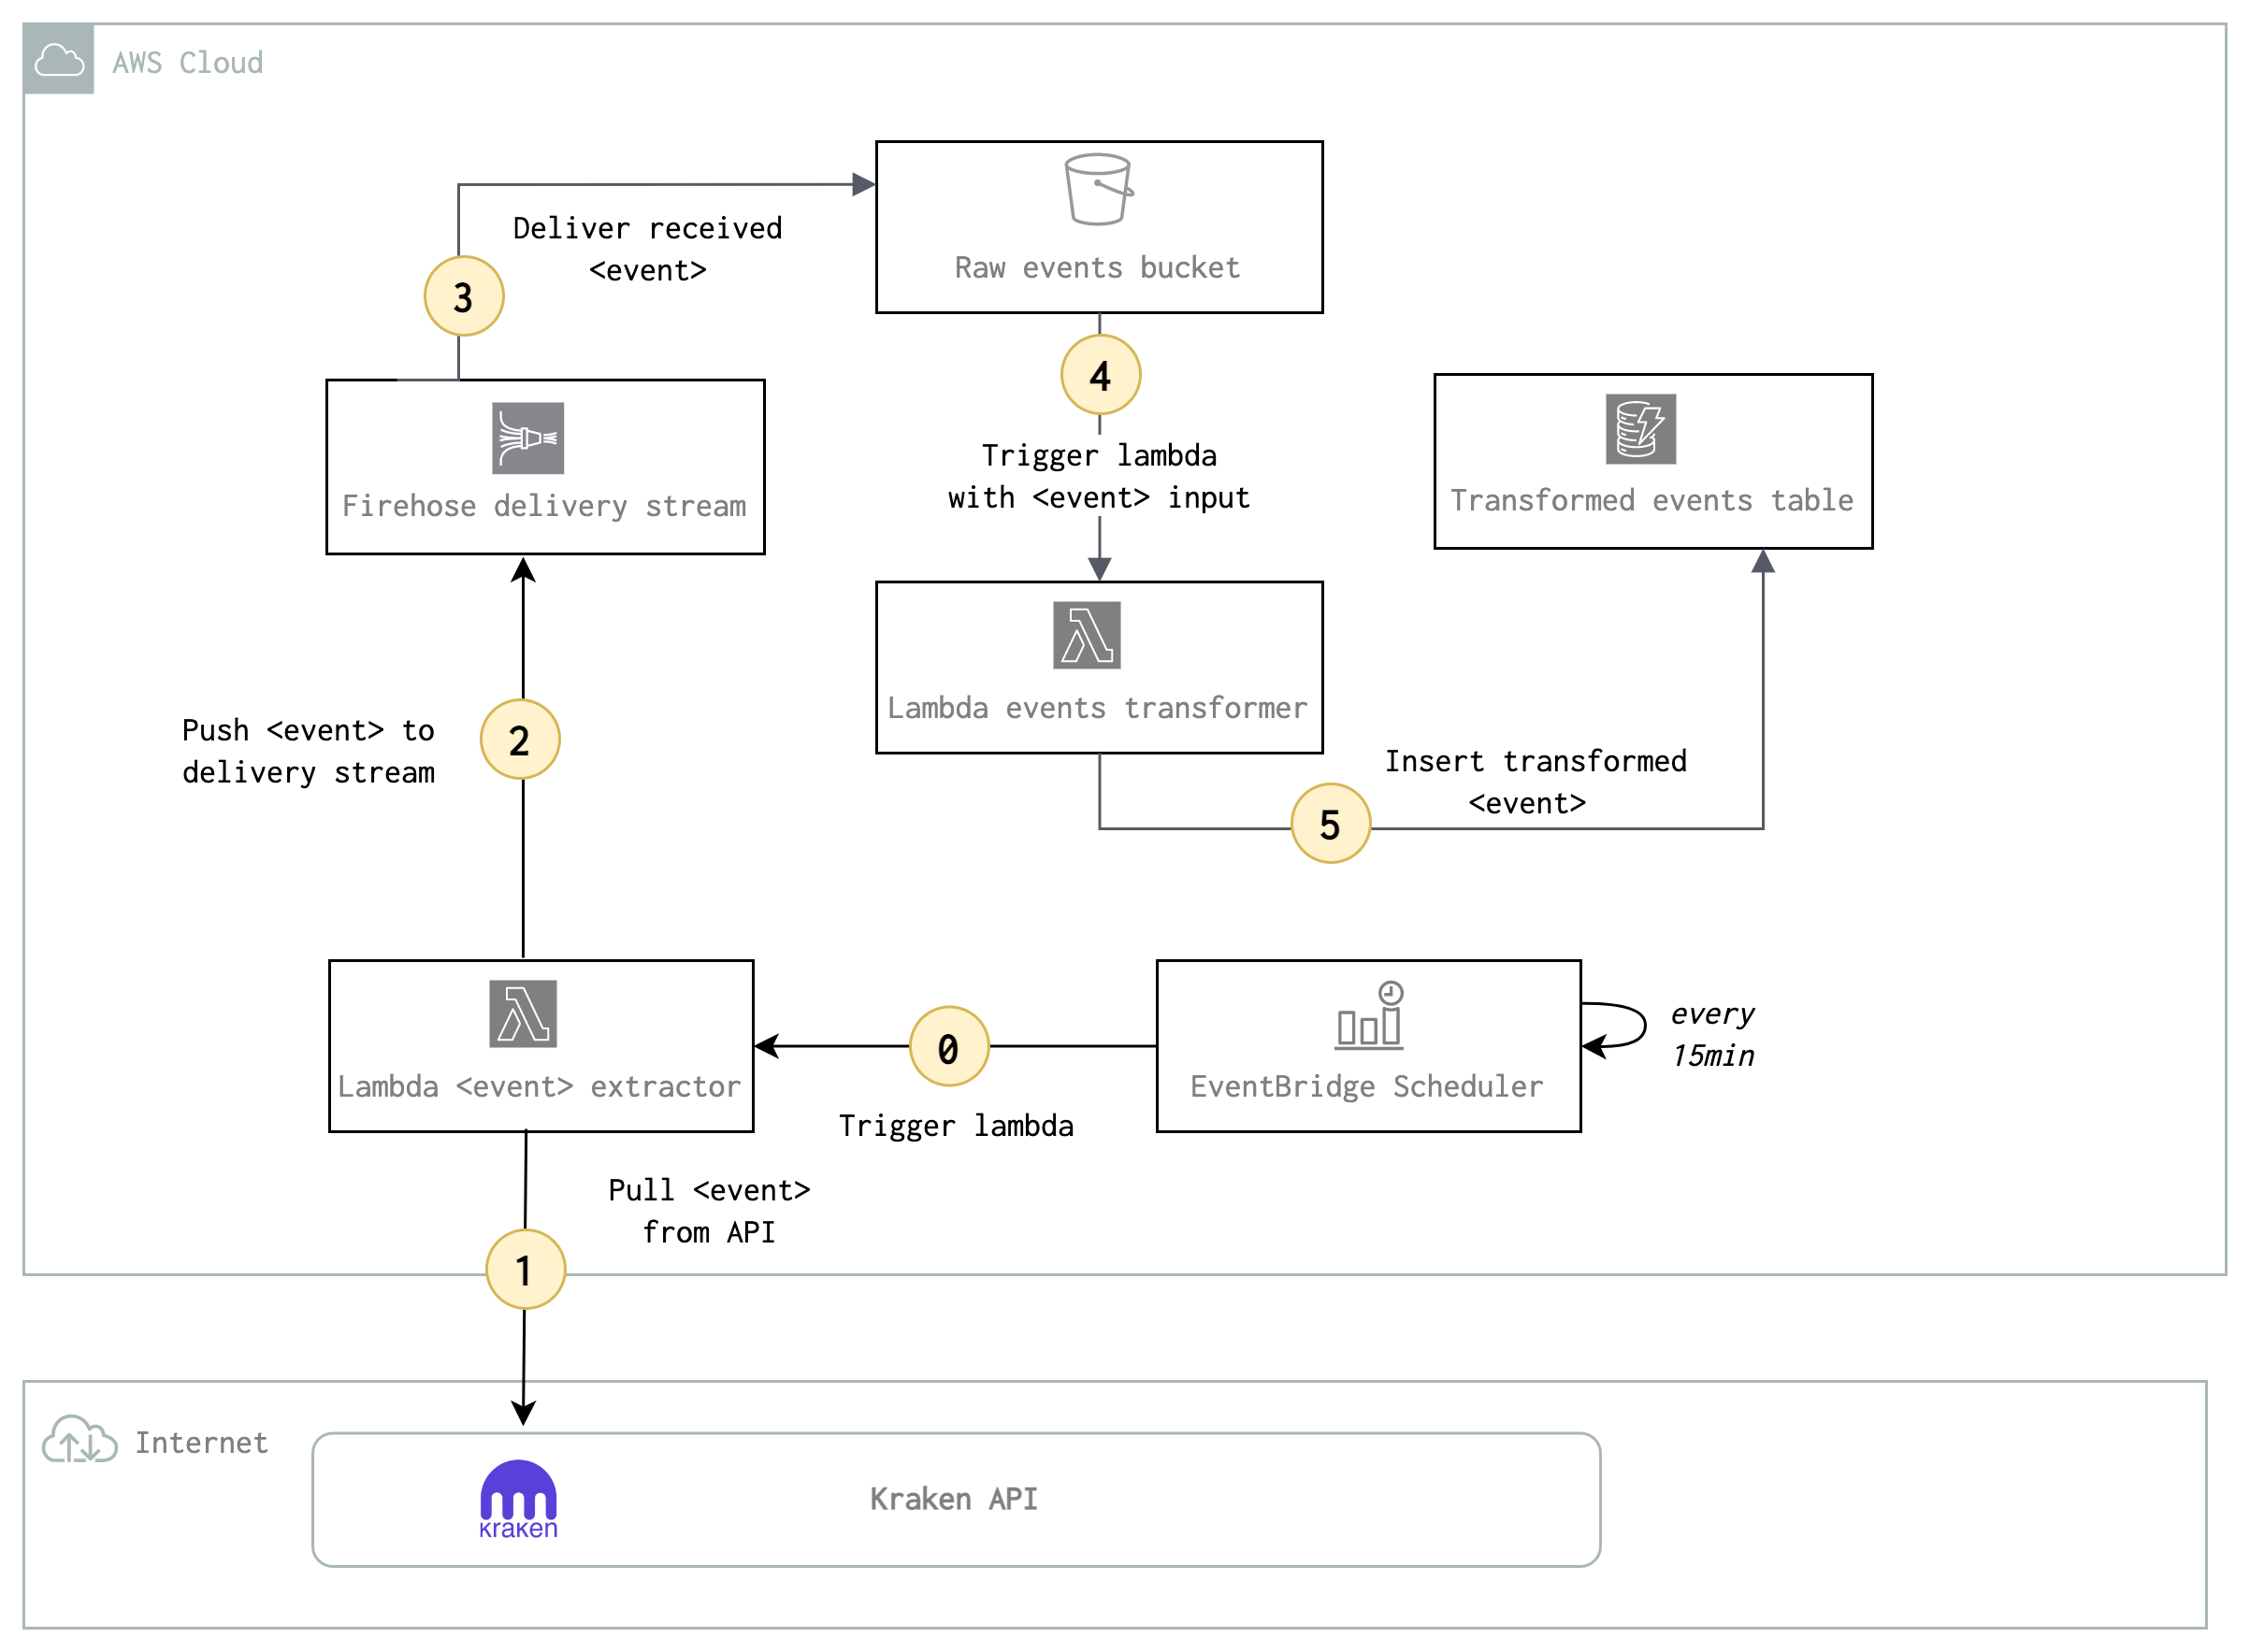 AWS Cloud
Deliver received
<event>
Raw events bucket
3
4
Firehose delivery stream
Trigger lambda
with <event> input
Transformed events table
Push <event> to
delivery stream
2
Lambda events transformer
Insert transformed
<event>
5
Lambda <event> extractor
0
Trigger lambda
EventBridge Scheduler
every
15min
Pull <event>
from API
1
Internet
kraken
Kraken API